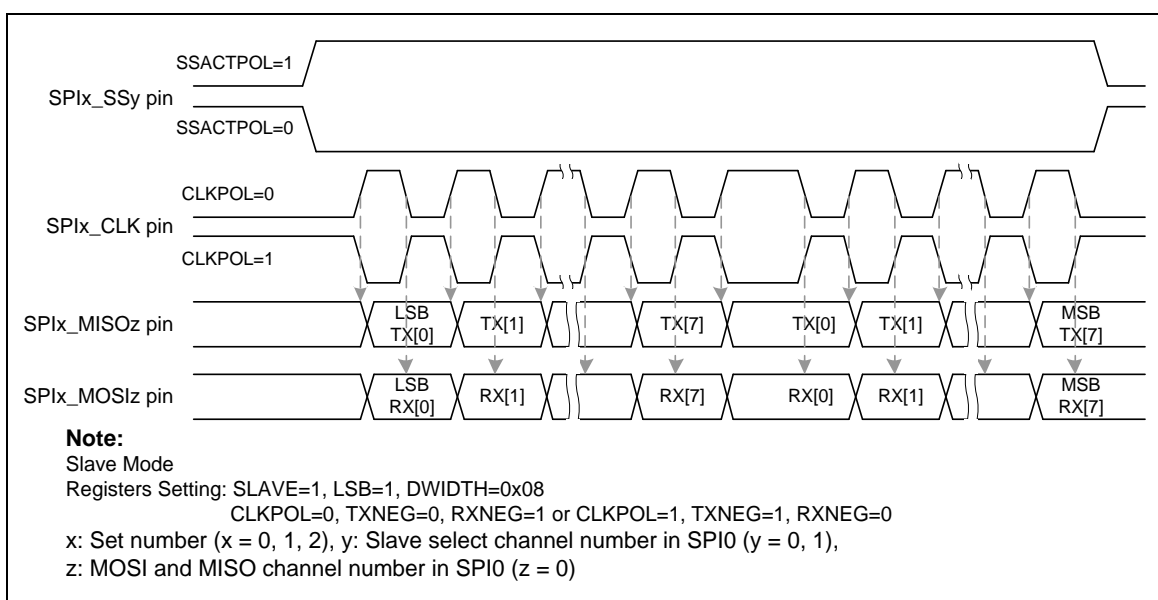 SSACTPOL=1
SPIx_SSy pin
SSACTPOL=0
CLKPOL=0
SPIx_CLK pin
CLKPOL=1
SPIx_MISOz pin
LSB
TX[0]
TX[1]
TX[7]
TX[0]
TX[1]
MSB
TX[7]
SPIx_MOSIz pin
LSB
RX[0]
RX[1]
RX[7]
RX[0]
RX[1]
MSB
RX[7]
Note:
Slave Mode
Registers Setting: SLAVE=1, LSB=1, DWIDTH=0x08
CLKPOL=0, TXNEG=0, RXNEG=1 or CLKPOL=1, TXNEG=1, RXNEG=0
x: Set number (x = 0, 1, 2), y: Slave select channel number in SPI0 (y = 0, 1),
z: MOSI and MISO channel number in SPI0 (z = 0)